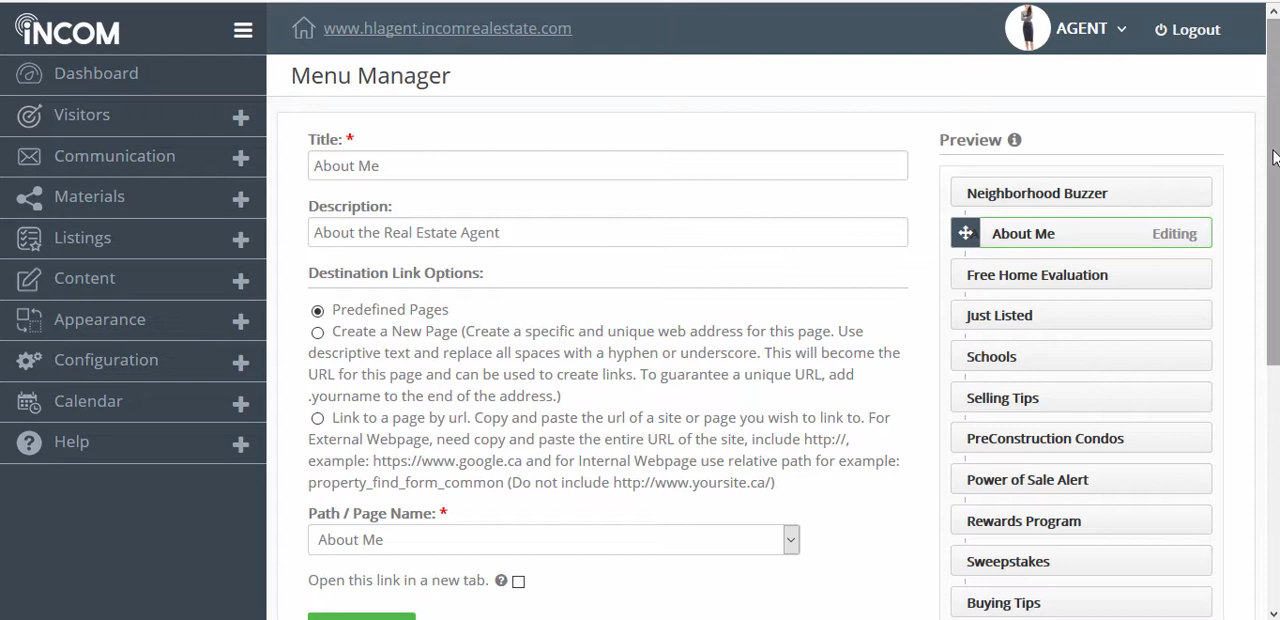 INCOM
www.hlagent.incomrealestate.com
AGENT
Logout
Dashboard
Visitors
Communication
Materials
Listings
Content
Appearance
Configuration
Calendar
Help
Menu Manager
Title: *
About Me
Description:
About the Real Estate Agent
Destination Link Options:
Predefined Pages
Create a New Page (Create a specific and unique web address for this page. Use
descriptive text and replace all spaces with a hyphen or underscore. This will become the
URL for this page and can be used to create links. To guarantee a unique URL, add
.yourname to the end of the address.)
Link to a page by url. Copy and paste the url of a site or page you wish to link to. For
External Webpage, need copy and paste the entire URL of the site, include http://,
example: https://www.google.ca and for Internal Webpage use relative path for example:
property_find_form_common (Do not include http://www.yoursite.ca/)
Path / Page Name: *
About Me
Open this link in a new tab.
Preview
Neighborhood Buzzer
About Me Editing
Free Home Evaluation
Just Listed
Schools
Selling Tips
PreConstruction Condos
Power of Sale Alert
Rewards Program
Sweepstakes
Buying Tips